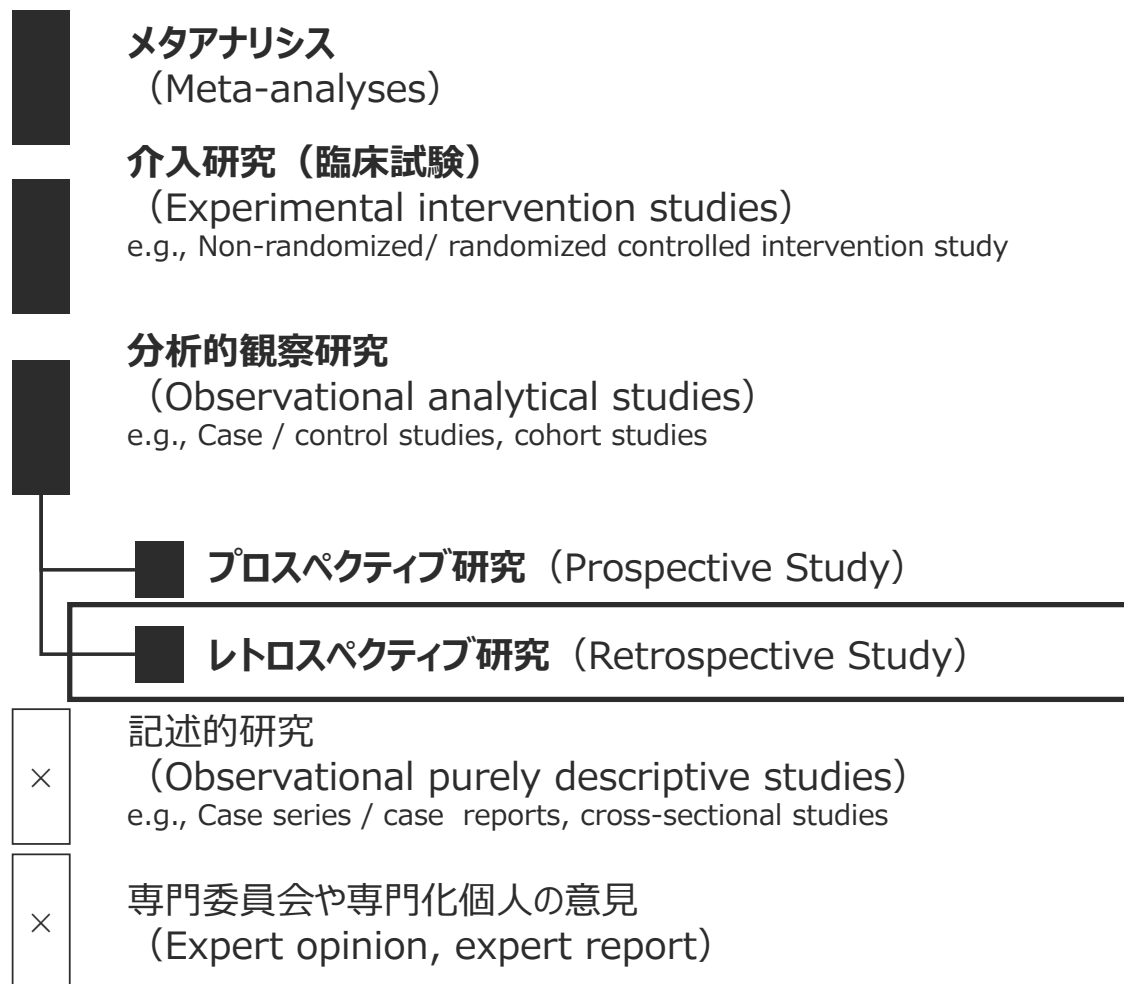 メタアナリシス
（Meta-analyses）
介入研究（臨床試験）
（Experimental intervention studies）
e.g., Non-randomized/ randomized controlled intervention study
分析的観察研究
（Observational analytical studies）
e.g., Case / control studies, cohort studies
プロスペクティブ研究（Prospective Study）
レトロスペクティブ研究（Retrospective Study）
記述的研究
×　（Observational purely descriptive studies）
e.g., Case series / case reports, cross-sectional studies
専門委員会や専門化個人の意見
×　（Expert opinion, expert report）